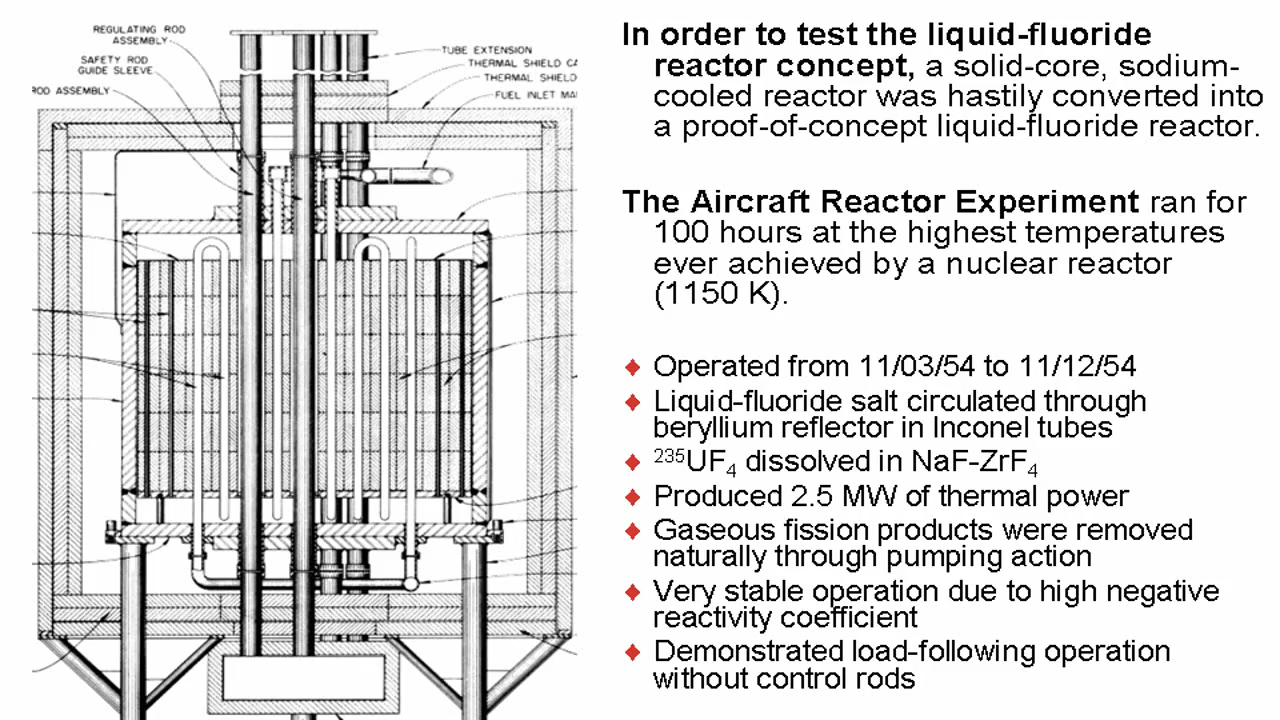 REGULATING ROD
ASSEMBLY
SAFETY ROD
GUIDE SLEEVE
ROD ASSEMBLY
TUBE EXTENSION
THERMAL SHIELD CA
THERMAL SHIELD
FUEL INLET MA
In order to test the liquid-fluoride
reactor concept, a solid-core, sodium-
cooled reactor was hastily converted into
a proof-of-concept liquid-fluoride reactor.
The Aircraft Reactor Experiment ran for
100 hours at the highest temperatures
ever achieved by a nuclear reactor
(1150 K).
♦ Operated from 11/03/54 to 11/12/54
♦ Liquid-fluoride salt circulated through
beryllium reflector in Inconel tubes
♦ ²³⁵UF₄ dissolved in NaF-ZrF₄
♦ Produced 2.5 MW of thermal power
♦ Gaseous fission products were removed
naturally through pumping action
♦ Very stable operation due to high negative
reactivity coefficient
♦ Demonstrated load-following operation
without control rods